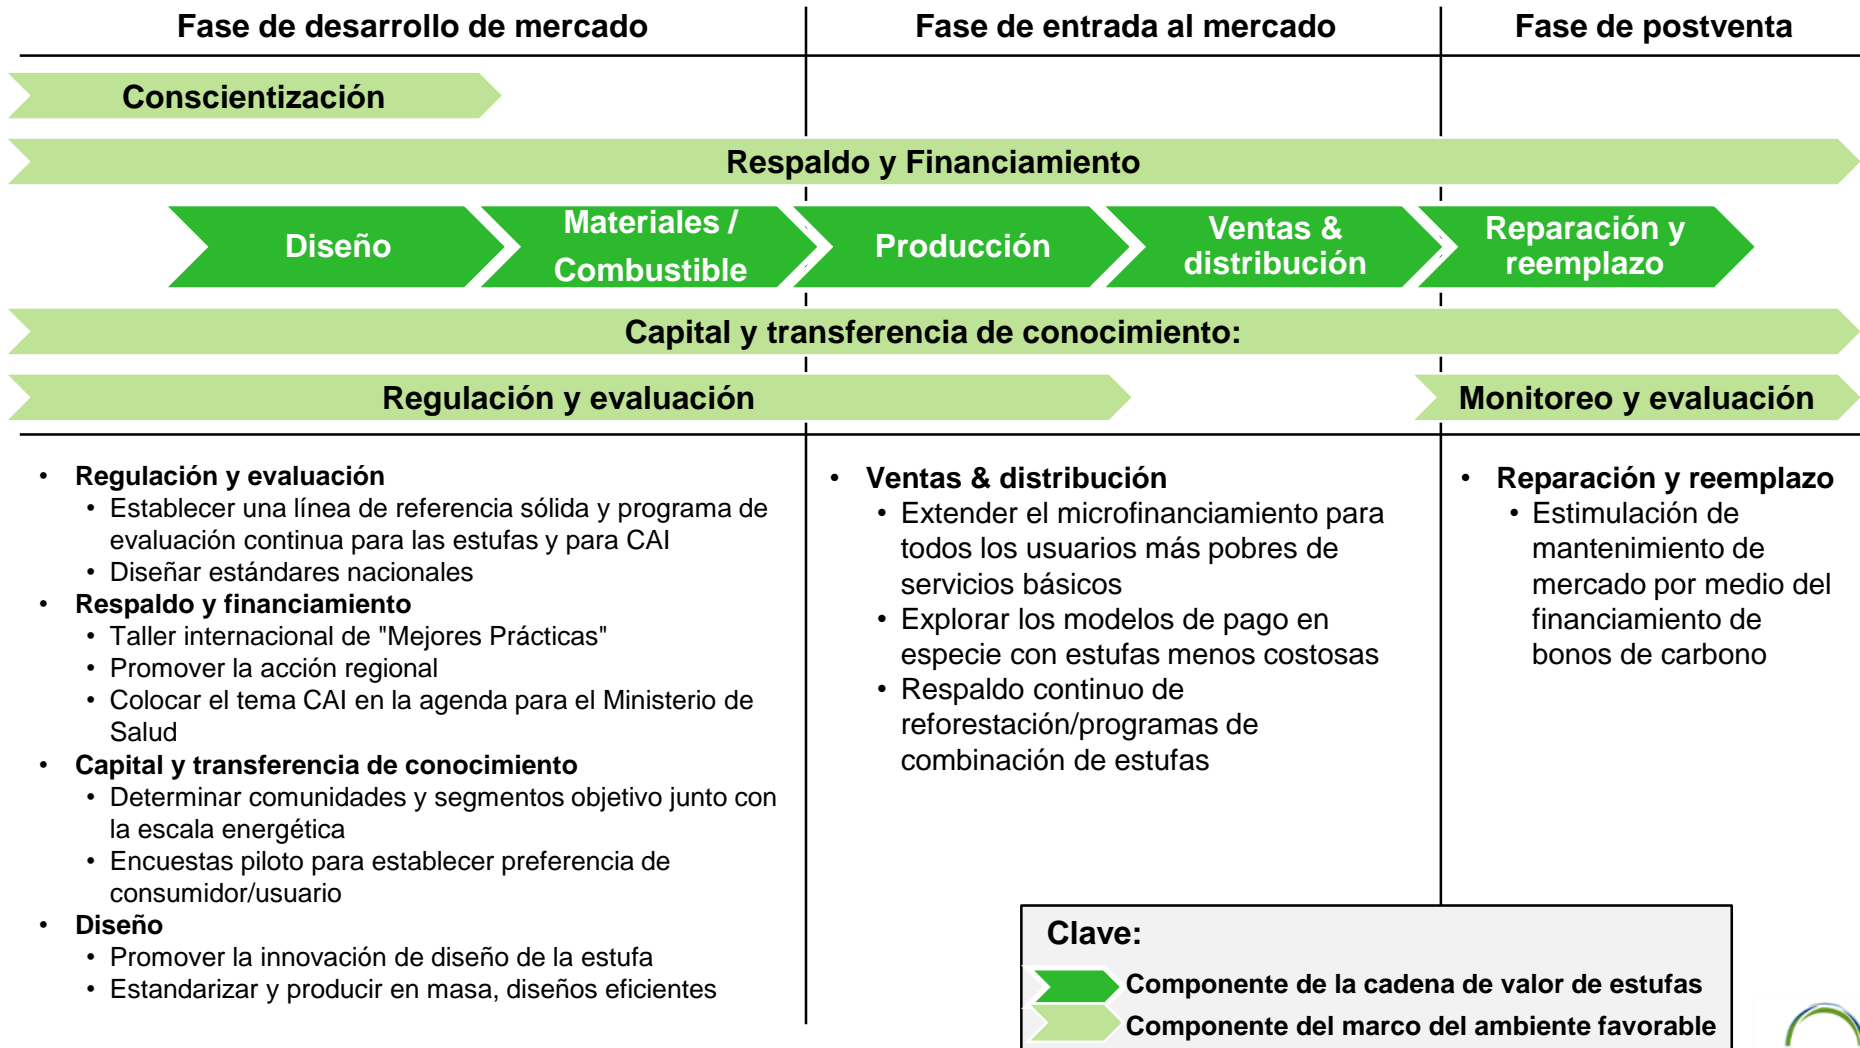 Fase de desarrollo de mercado
Fase de entrada al mercado
Fase de postventa
Conscientización
Respaldo y Financiamiento
Diseño
Materiales /
Combustible
Producción
Ventas &
distribución
Reparación y
reemplazo
Capital y transferencia de conocimiento:
Regulación y evaluación
Monitoreo y evaluación
• Regulación y evaluación
• Establecer una línea de referencia sólida y programa de
evaluación continua para las estufas y para CAI
• Diseñar estándares nacionales
• Respaldo y financiamiento
• Taller internacional de "Mejores Prácticas"
• Promover la acción regional
• Colocar el tema CAI en la agenda para el Ministerio de
Salud
• Capital y transferencia de conocimiento
• Determinar comunidades y segmentos objetivo junto con
la escala energética
• Encuestas piloto para establecer preferencia de
consumidor/usuario
• Diseño
• Promover la innovación de diseño de la estufa
• Estandarizar y producir en masa, diseños eficientes
• Ventas & distribución
• Extender el microfinanciamiento para
todos los usuarios más pobres de
servicios básicos
• Explorar los modelos de pago en
especie con estufas menos costosas
• Respaldo continuo de
reforestación/programas de
combinación de estufas
• Reparación y reemplazo
• Estimulación de
mantenimiento de
mercado por medio del
financiamiento de
bonos de carbono
Clave:
Componente de la cadena de valor de estufas
Componente del marco del ambiente favorable